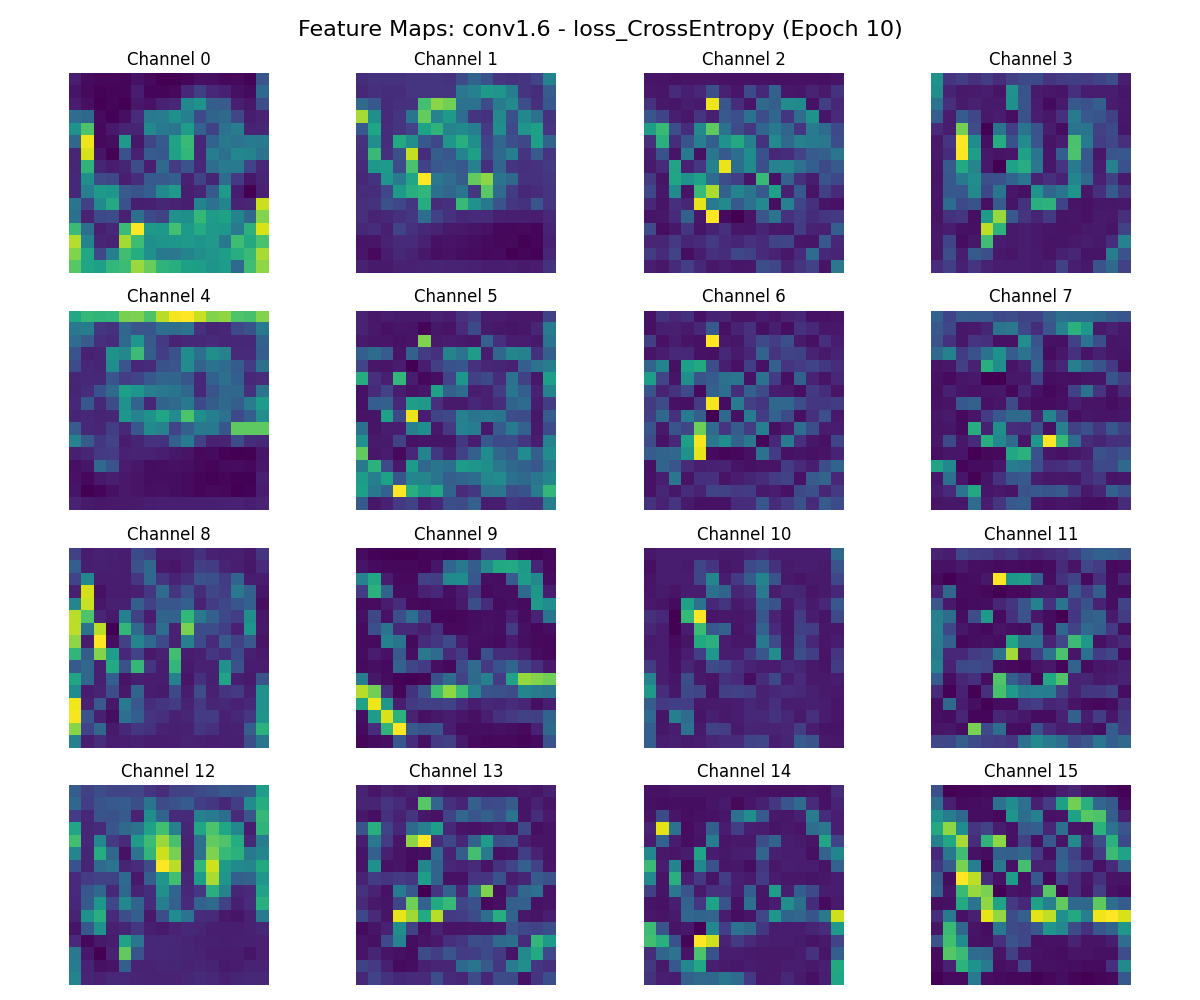 Feature Maps: conv1.6 - loss_CrossEntropy (Epoch 10)
Channel 0 Channel 1 Channel 2 Channel 3
Channel 4 Channel 5 Channel 6 Channel 7
Channel 8 Channel 9 Channel 10 Channel 11
Channel 12 Channel 13 Channel 14 Channel 15